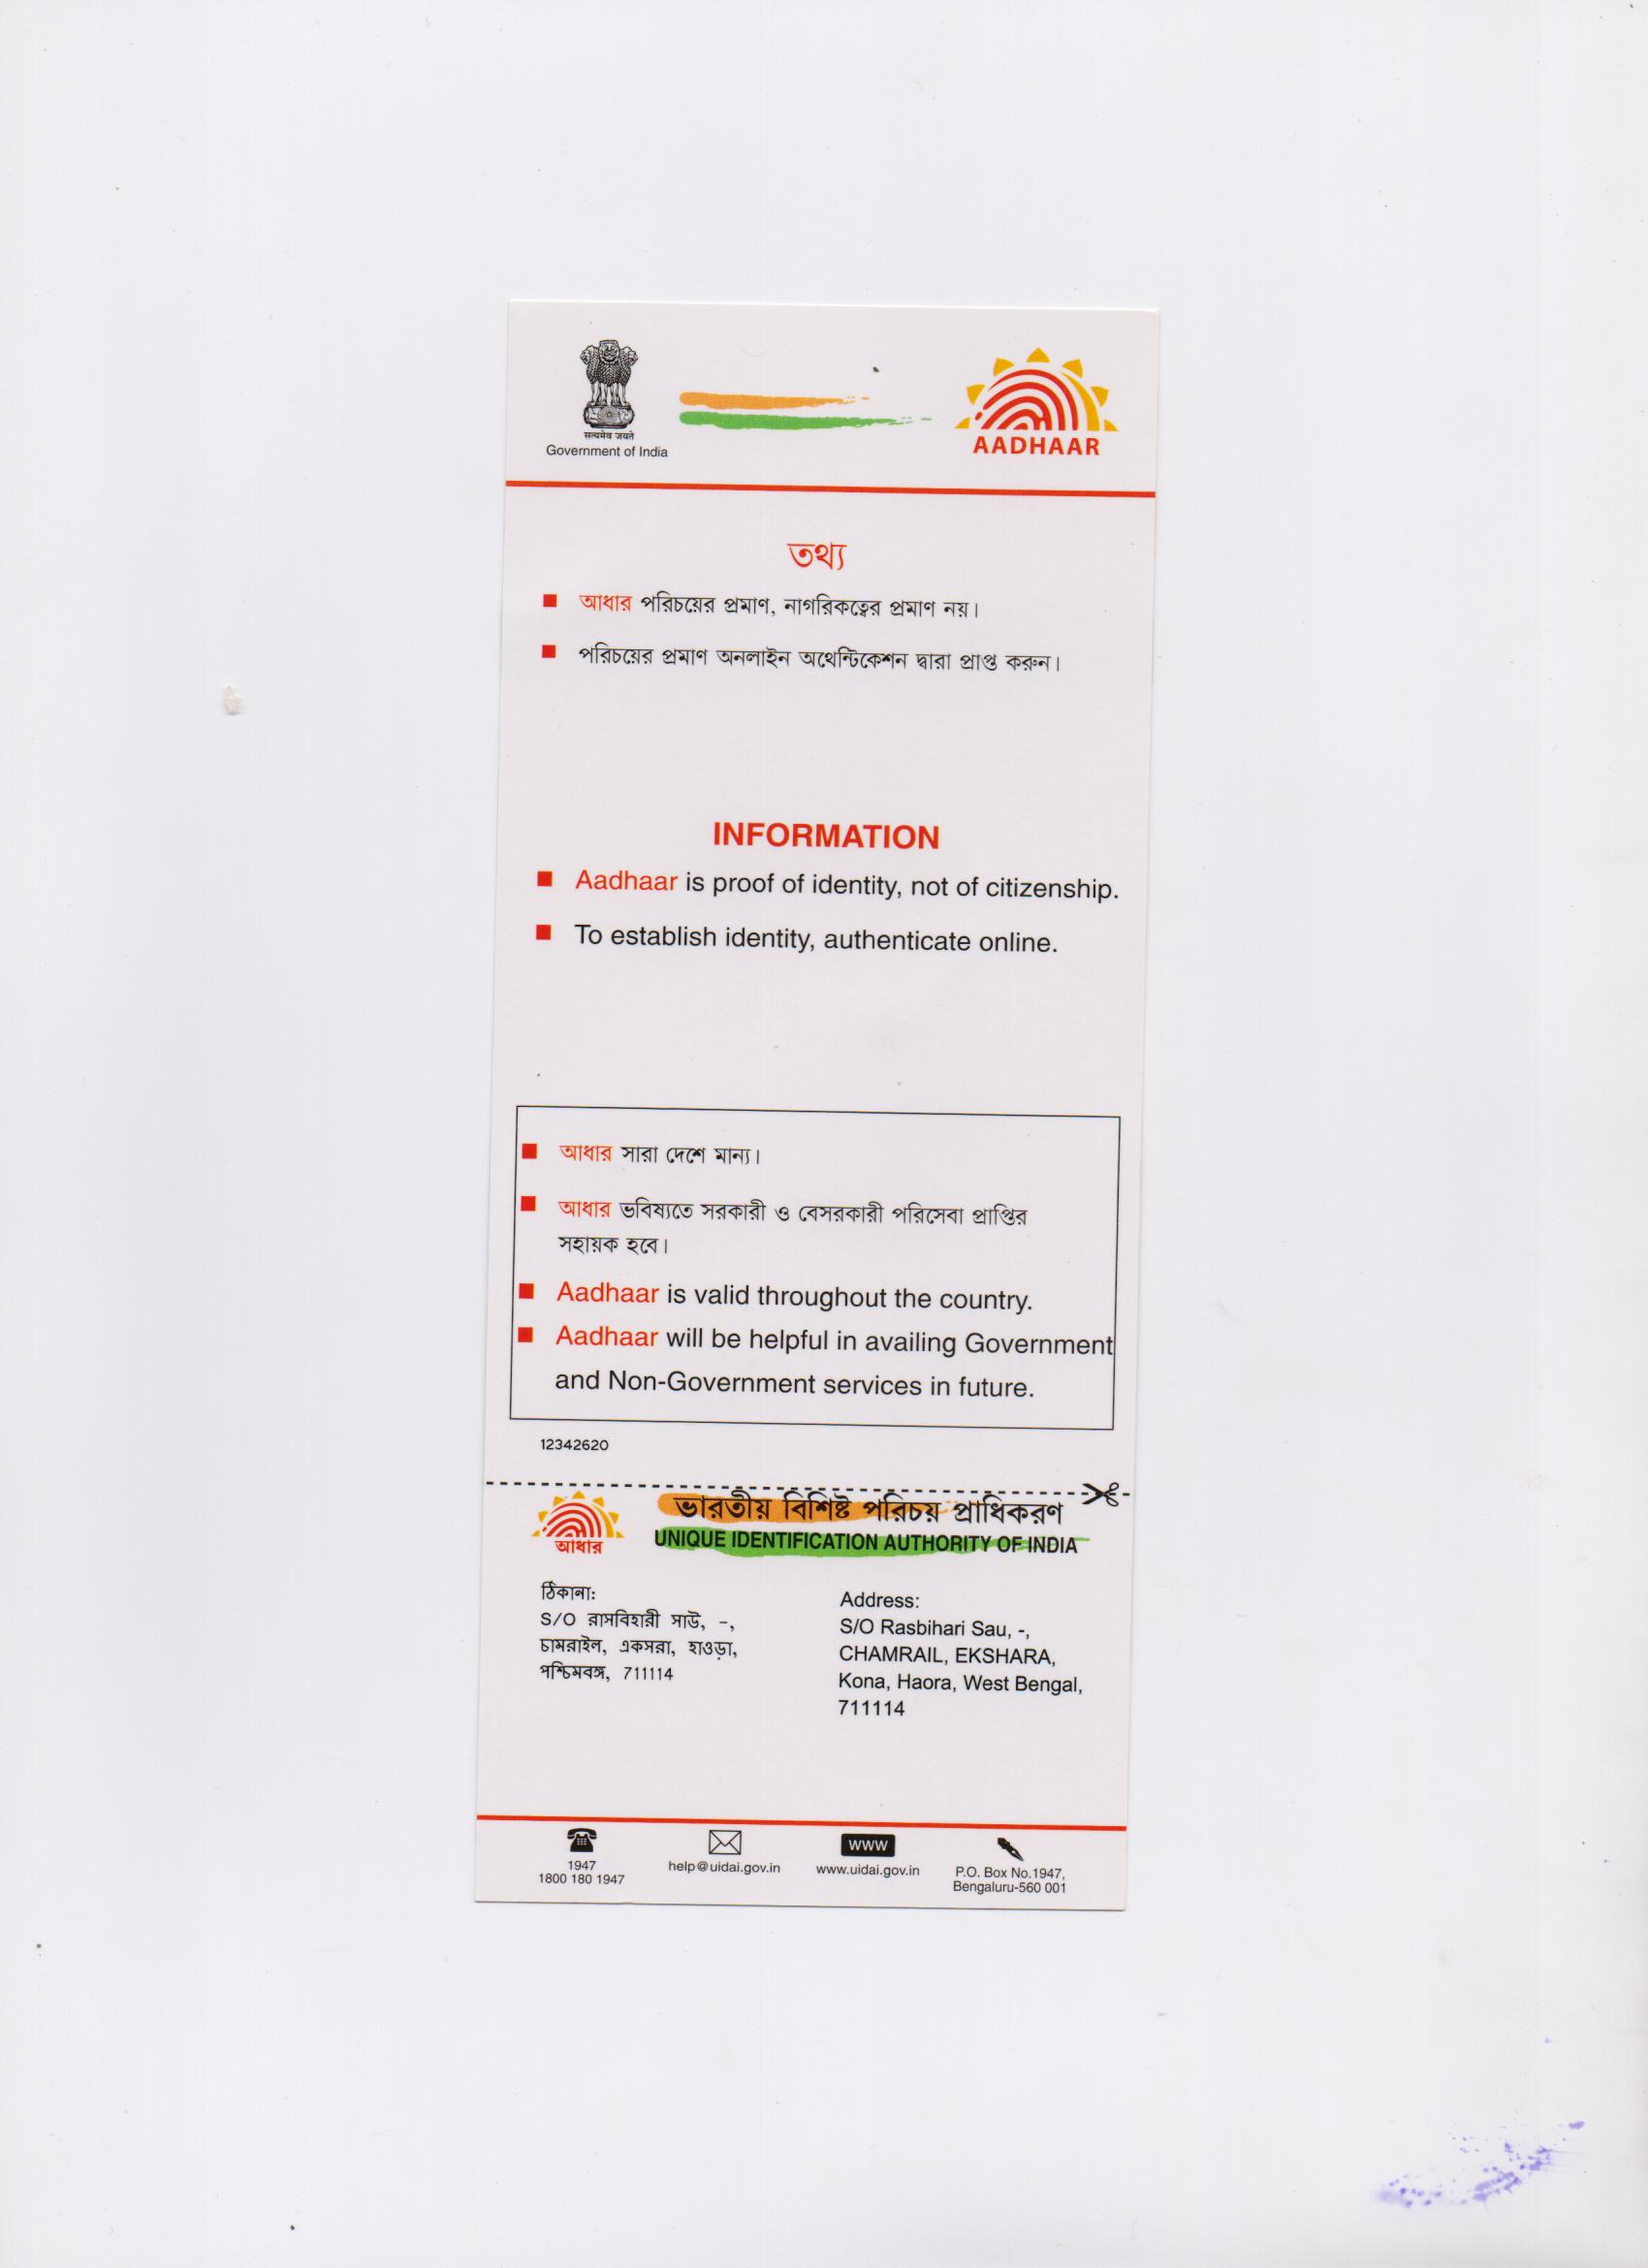 सत्यमेव जयते
Government of India
AADHAAR
তথ্য
আধার পরিচয়ের প্রমাণ, নাগরিকত্বের প্রমাণ নয়।
পরিচয়ের প্রমাণ অনলাইন অথেন্টিকেশন দ্বারা প্রাপ্ত করুন।
INFORMATION
Aadhaar is proof of identity, not of citizenship.
To establish identity, authenticate online.
আধার সারা দেশে মান্য।
আধার ভবিষ্যতে সরকারী ও বেসরকারী পরিসেবা প্রাপ্তির
সহায়ক হবে।
Aadhaar is valid throughout the country.
Aadhaar will be helpful in availing Government
and Non-Government services in future.
12342620
ভারতীয় বিশিষ্ট পরিচয় প্রাধিকরণ
UNIQUE IDENTIFICATION AUTHORITY OF INDIA
আধার
ঠিকানা:
S/O রাসবিহারী সাউ, -,
চামরাইল, একসরা, হাওড়া,
পশ্চিমবঙ্গ, 711114
Address:
S/O Rasbihari Sau, -,
CHAMRAIL, EKSHARA,
Kona, Haora, West Bengal,
711114
1947
1800 180 1947
help@uidai.gov.in
www
www.uidai.gov.in
P.O. Box No.1947,
Bengaluru-560 001